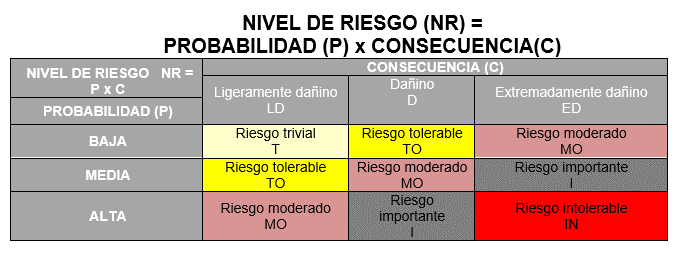 NIVEL DE RIESGO (NR) =
PROBABILIDAD (P) x CONSECUENCIA(C)
NIVEL DE RIESGO NR =
P x C
CONSECUENCIA (C)
PROBABILIDAD (P)
Ligeramente dañino
LD
Dañino
D
Extremadamente dañino
ED
BAJA
Riesgo trivial
T
Riesgo tolerable
TO
Riesgo moderado
MO
MEDIA
Riesgo tolerable
TO
Riesgo moderado
MO
Riesgo importante
I
ALTA
Riesgo moderado
MO
Riesgo
importante
I
Riesgo intolerable
IN